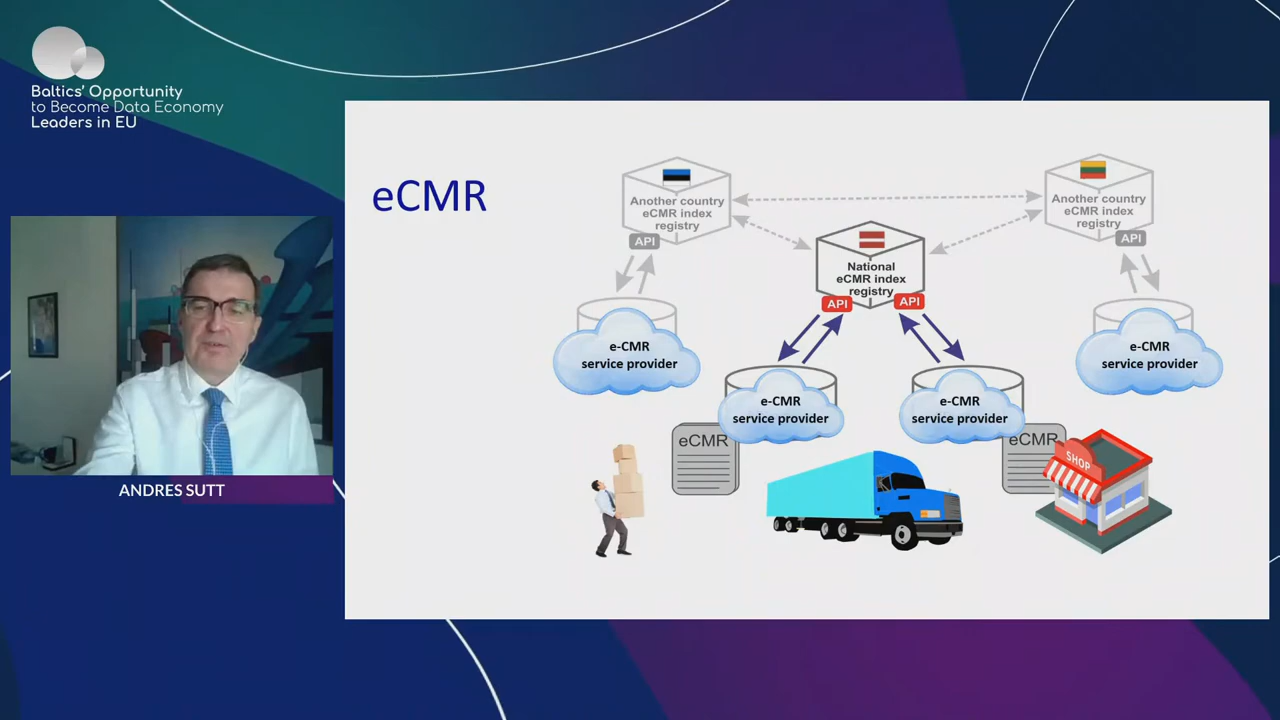 Baltics' Opportunity
to Become Data Economy
Leaders in EU
ANDRES SUTT
eCMR
Another country
eCMR index
registry
API
Another country
eCMR index
registry
API
National
eCMR index
registry
API
API
e-CMR
service provider
e-CMR
service provider
e-CMR
service provider
e-CMR
service provider
eCMR
eCMR
SHOP